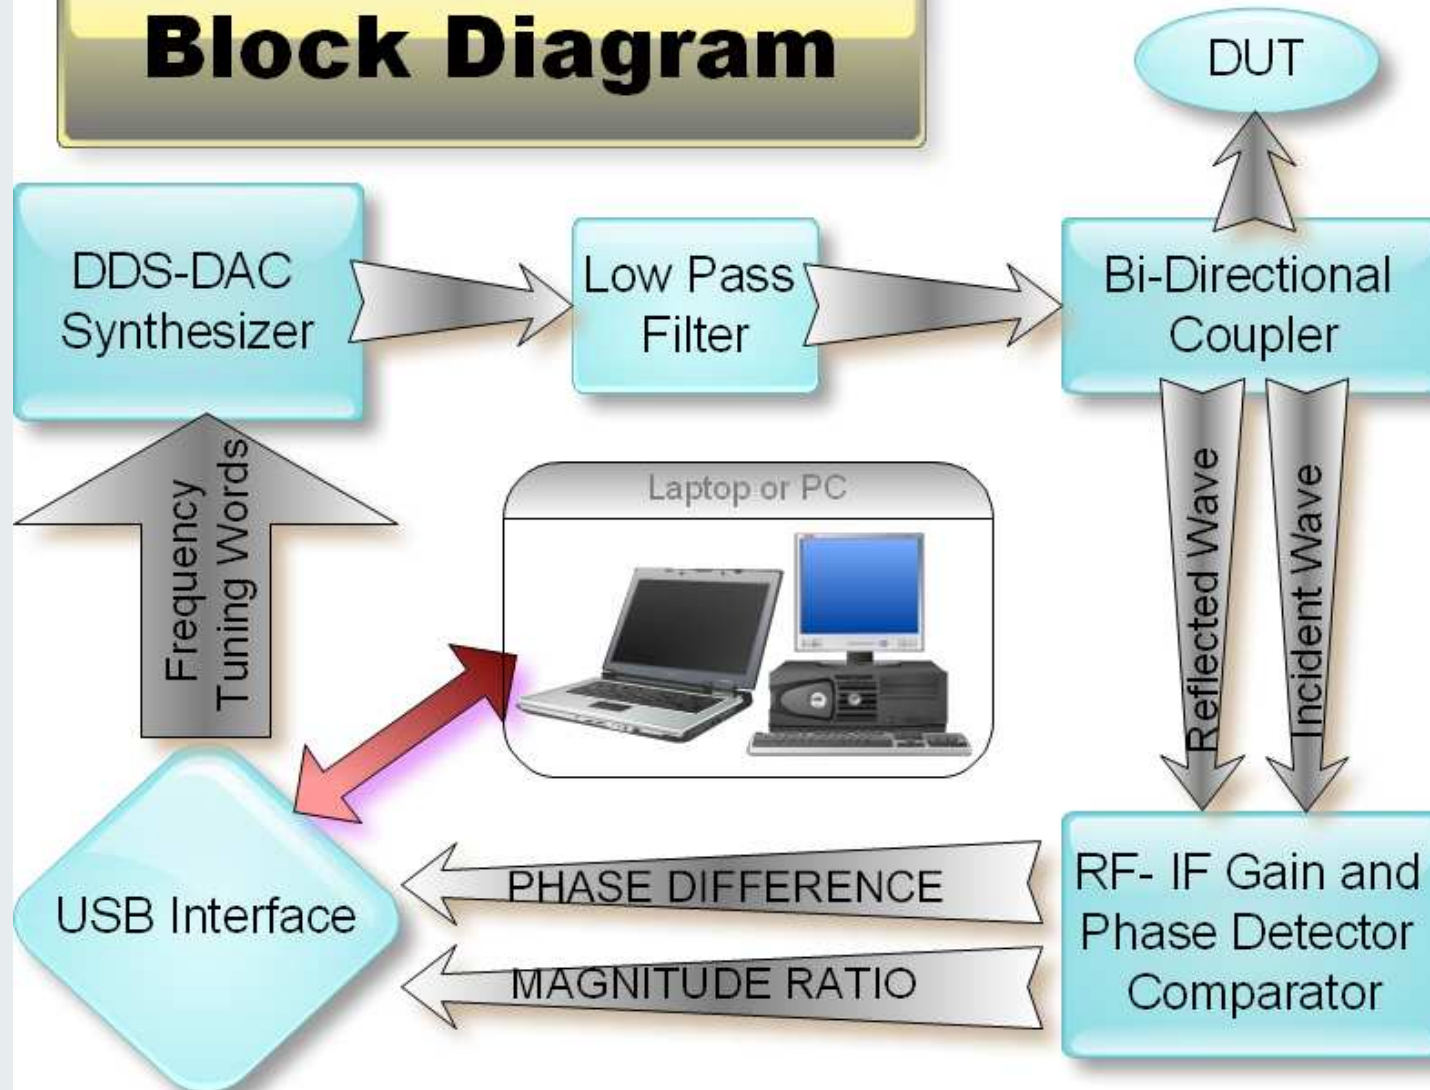 Block Diagram
DUT
DDS-DAC
Synthesizer
Low Pass
Filter
Bi-Directional
Coupler
Frequency
Tuning Words
Laptop or PC
Reflected Wave
Incident Wave
USB Interface
PHASE DIFFERENCE
MAGNITUDE RATIO
RF- IF Gain and
Phase Detector
Comparator